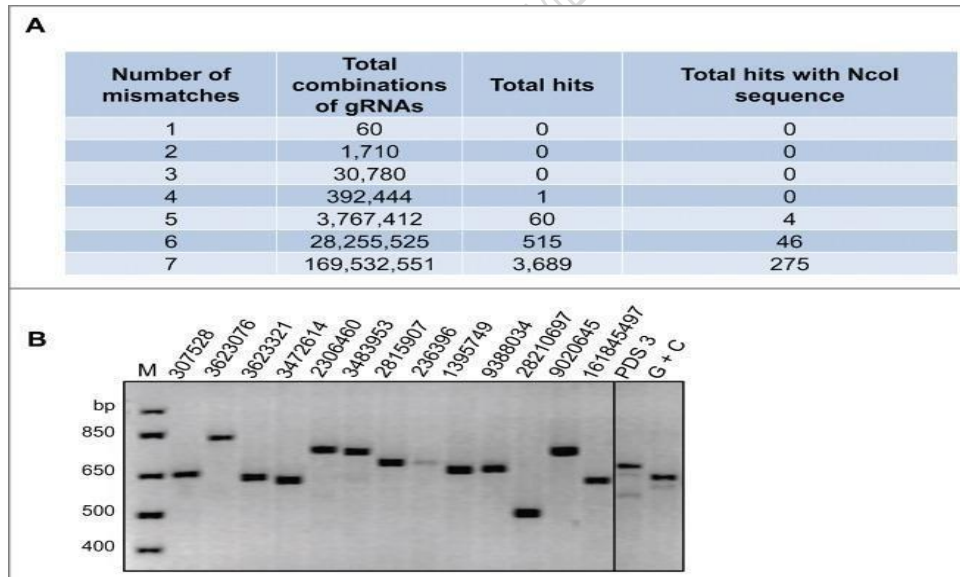 A
Number of mismatches | Total combinations of gRNAs | Total hits | Total hits with NcoI sequence
1 | 60 | 0 | 0
2 | 1,710 | 0 | 0
3 | 30,780 | 0 | 0
4 | 392,444 | 1 | 0
5 | 3,767,412 | 60 | 4
6 | 28,255,525 | 515 | 46
7 | 169,532,551 | 3,689 | 275
B
M 307528 3623076 3623321 3472614 2306460 3483953 2815907 236396 1395749 9388034 28210697 9020645 161845497 PDS 3 G + C
bp
850
650
500
400